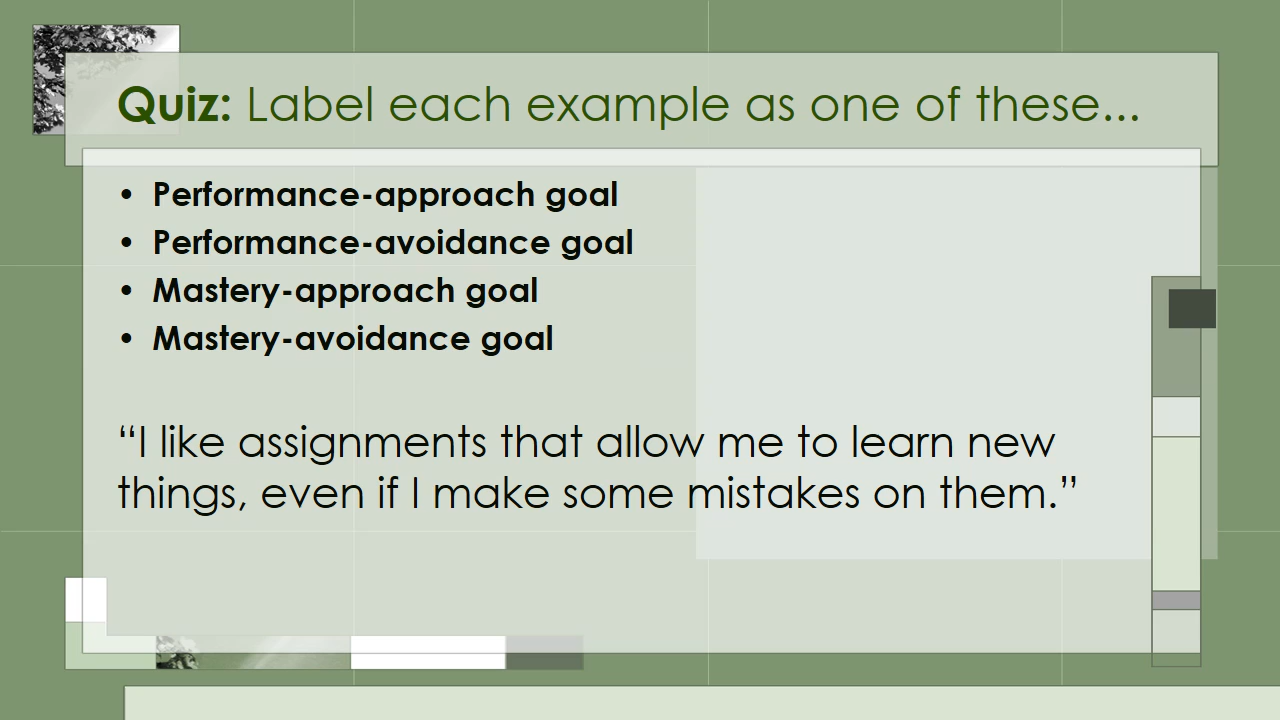 Quiz: Label each example as one of these...
• Performance-approach goal
• Performance-avoidance goal
• Mastery-approach goal
• Mastery-avoidance goal
“I like assignments that allow me to learn new
things, even if I make some mistakes on them.”